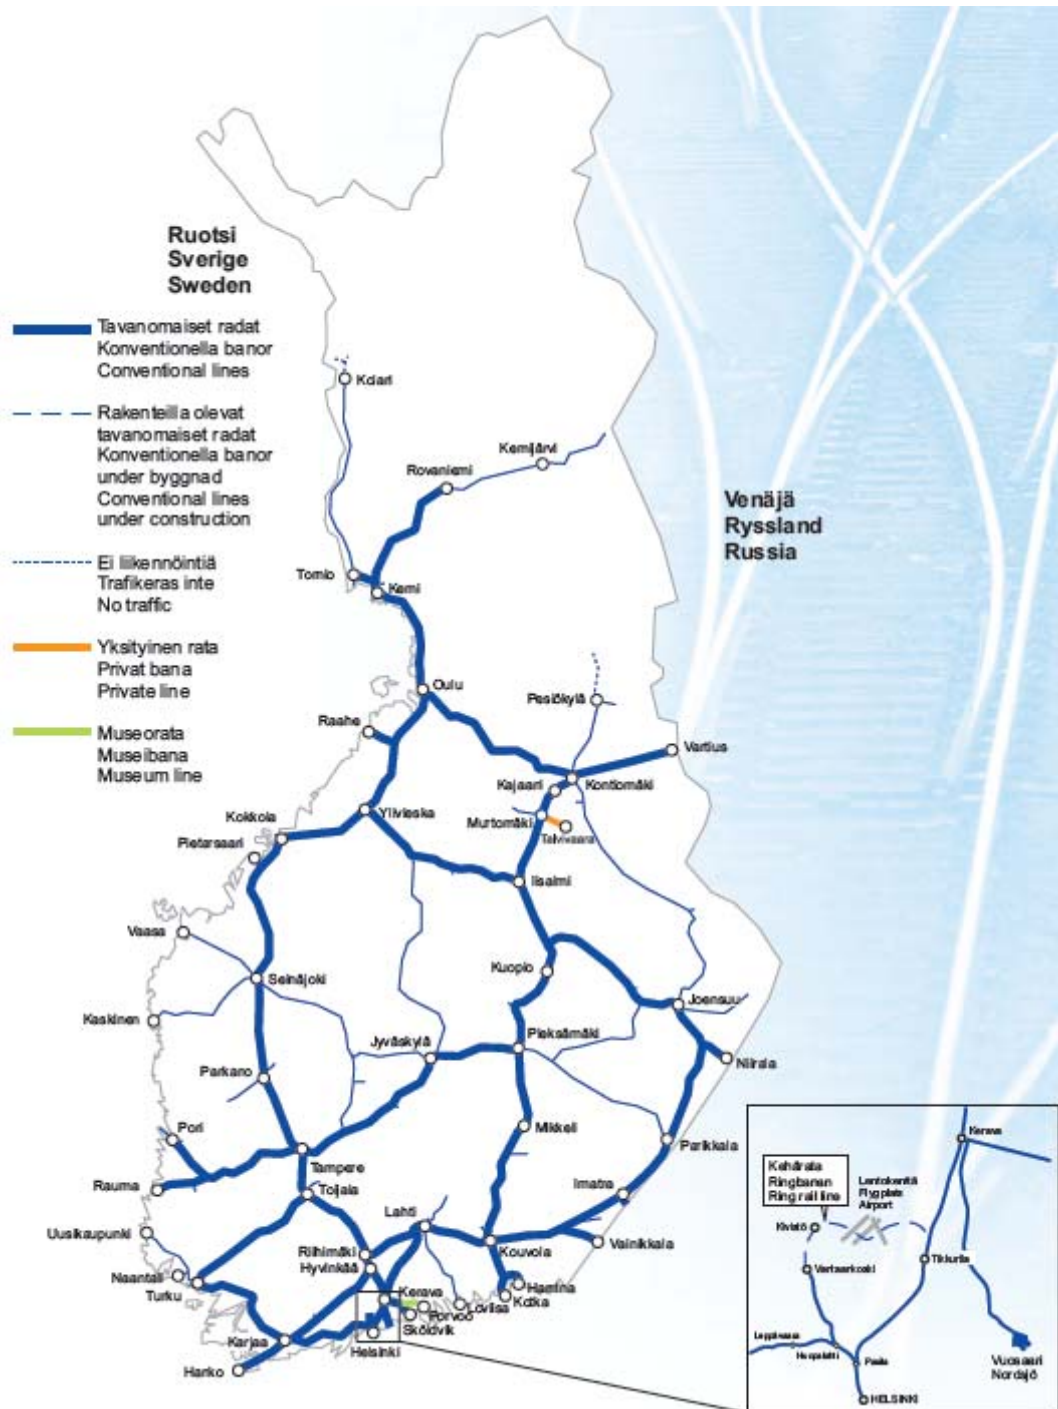 Ruotsi
Sverige
Sweden
Tavanomaiset radat
Konventionella banor
Conventional lines
Rakenteilla olevat
tavanomaiset radat
Konventionella banor
under byggnad
Conventional lines
under construction
Ei liikennöintiä
Trafikeras inte
No traffic
Yksityinen rata
Privat bana
Private line
Museorata
Museibana
Museum line
Venäjä
Ryssland
Russia
Kolari
Kemijärvi
Rovaniemi
Tornio
Kemi
Oulu
Pesiökylä
Raahe
Vartius
Kajaani
Kontiomäki
Ylivieska
Murtomäki
Talvivaara
Kokkola
Pietarsaari
Iisalmi
Vaasa
Seinäjoki
Kuopio
Joensuu
Kaskinen
Jyväskylä
Pieksämäki
Niirala
Parkano
Pori
Mikkeli
Parikkala
Tampere
Rauma
Toijala
Imatra
Lahti
Uusikaupunki
Riihimäki
Kouvola
Vainikkala
Hyvinkää
Naantali
Turku
Kerava
Hamina
Porvoo
Loviisa
Kotka
Sköldvik
Karjaa
Helsinki
Hanko
Kerava
Kehärata
Ringbanan
Ring rail line
Lentokenttä
Flygplats
Airport
Kivistö
Vantaankoski
Tikkurila
Leppävaara
Huopalahti
Pasila
Vuosaari
Nordsjö
HELSINKI